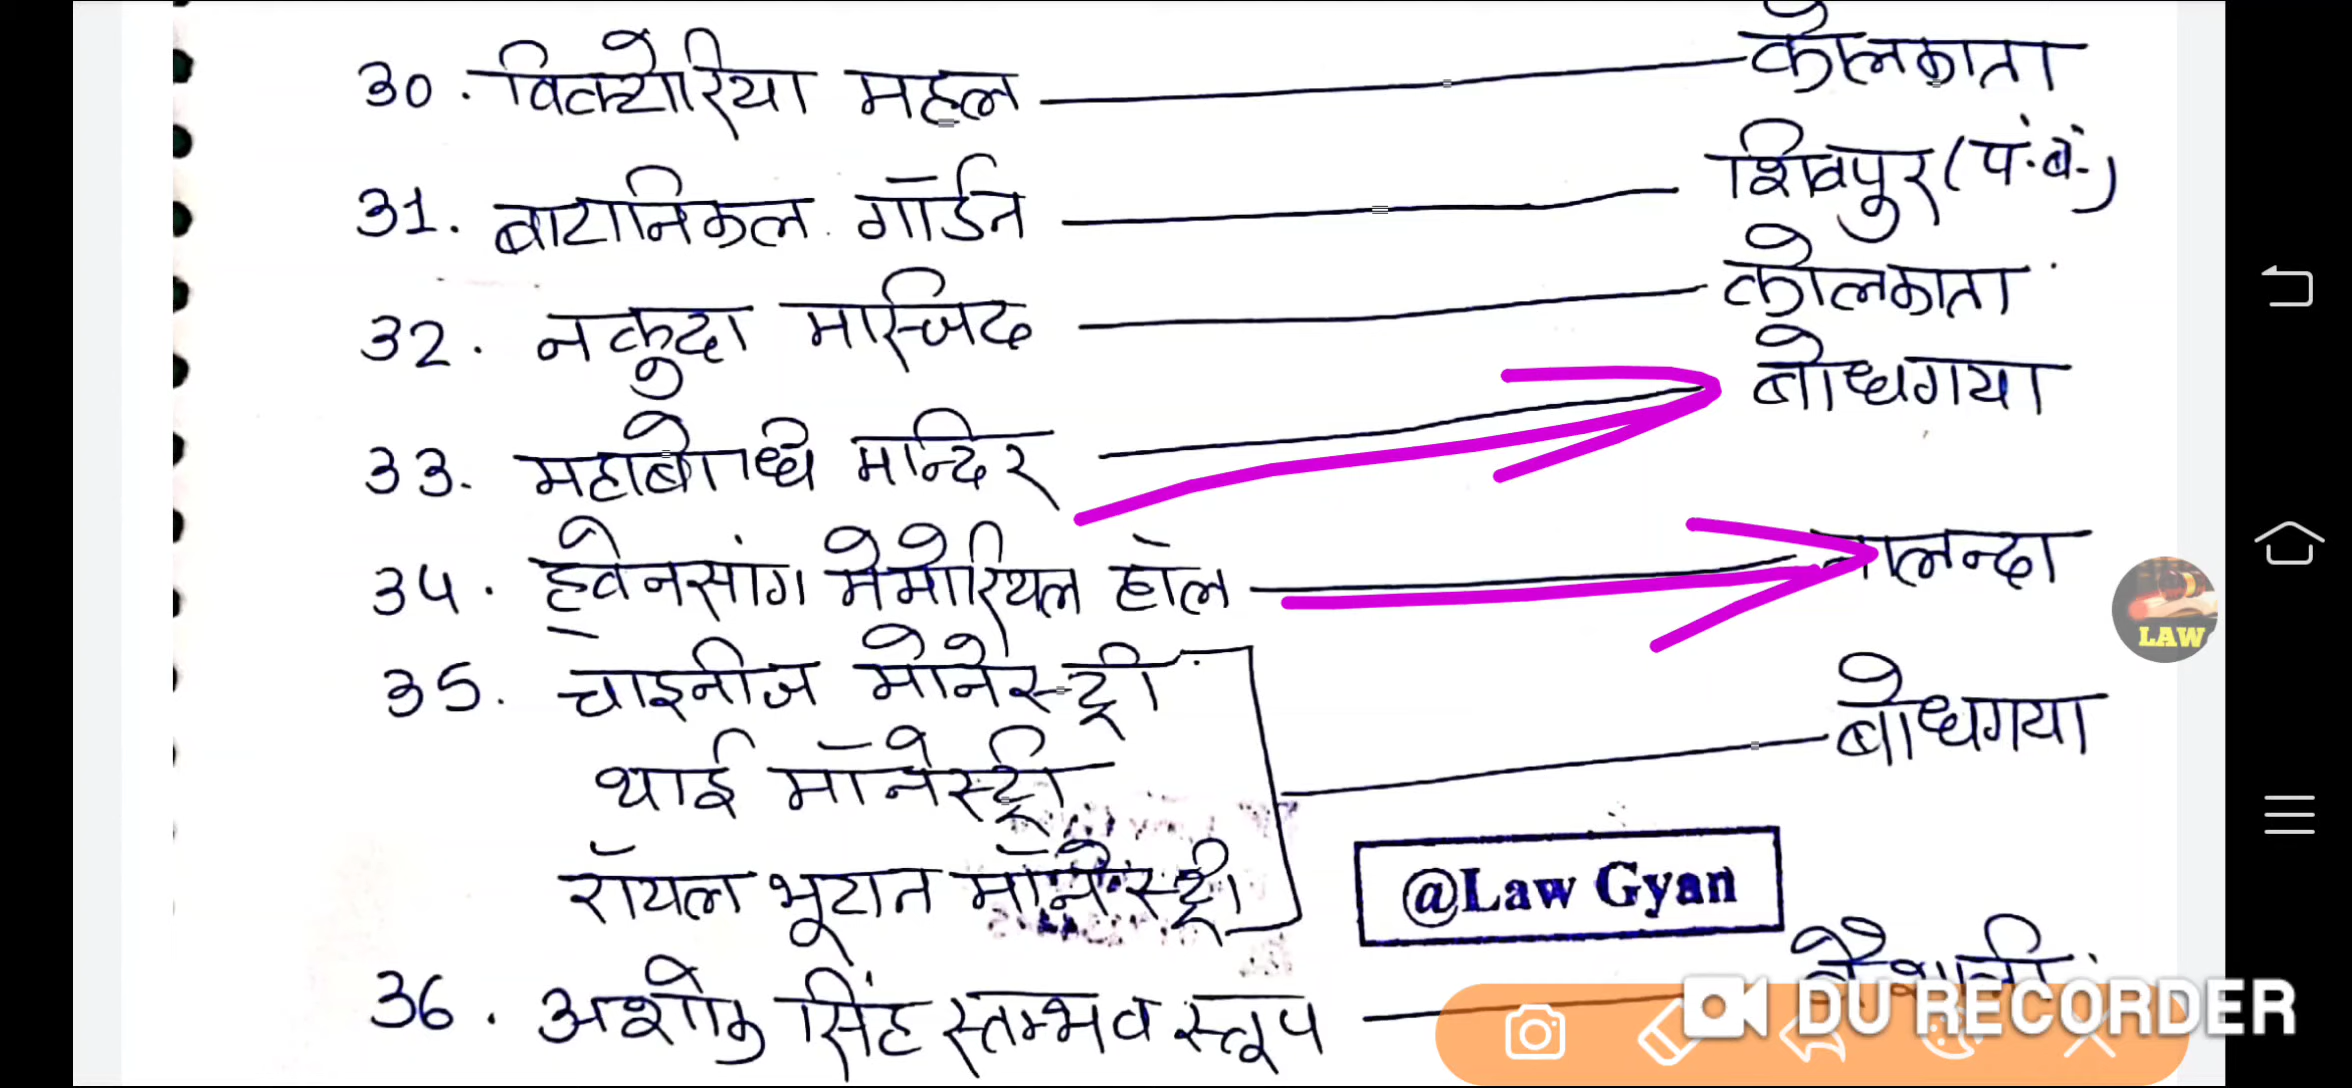 30. विक्टोरिया महल — कोलकाता
31. बाटानिकल गॉर्डन — शिवपुर (पं. बं.)
32. नकुदा मस्जिद — कोलकाता
33. महाबोधि मन्दिर — बोधगया
34. ह्वेनसांग मेमोरियल हॉल — नालन्दा
LAW
35. चाइनीज मोनेस्ट्री
थाई मॉनेस्ट्री — बोधगया
रॉयल भूटान मॉनेस्ट्री
@Law Gyan
36. अशोक सिंह स्तम्भ व स्तूप — वैशाली
DU RECORDER